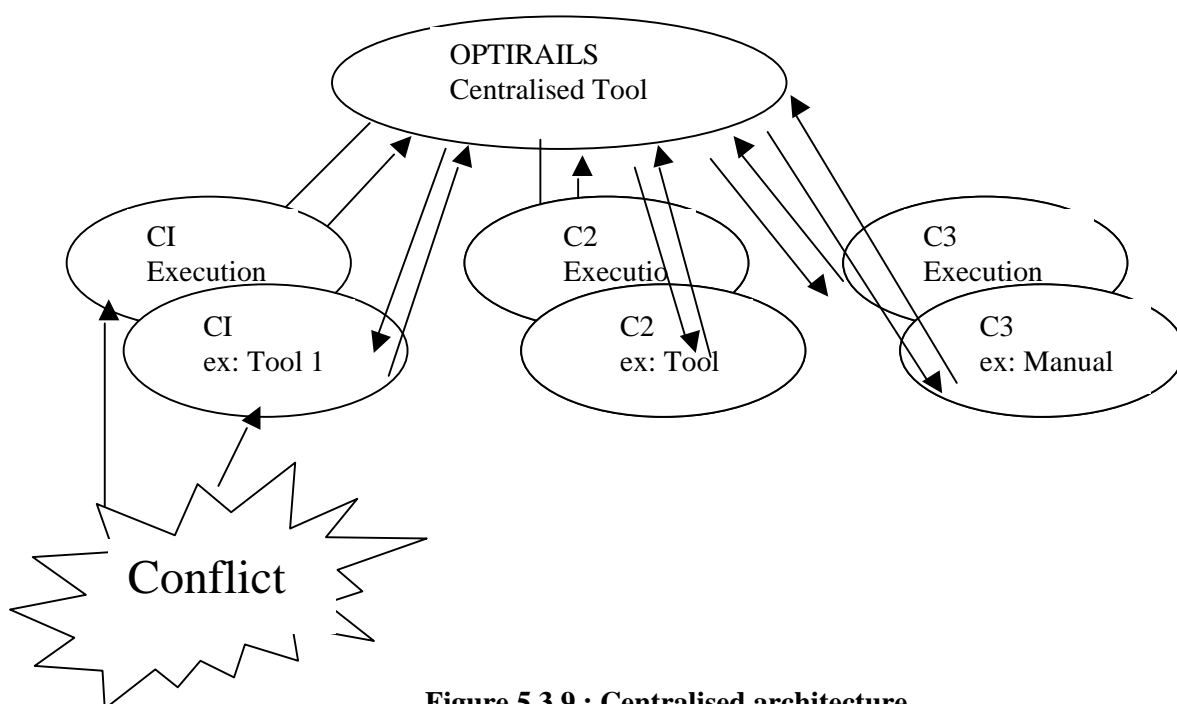 OPTIRAILS
Centralised Tool
CI
Execution
C2
Executio
C3
Execution
CI
ex: Tool 1
C2
ex: Tool
C3
ex: Manual
Conflict
Figure 5.3.9 : Centralised architecture